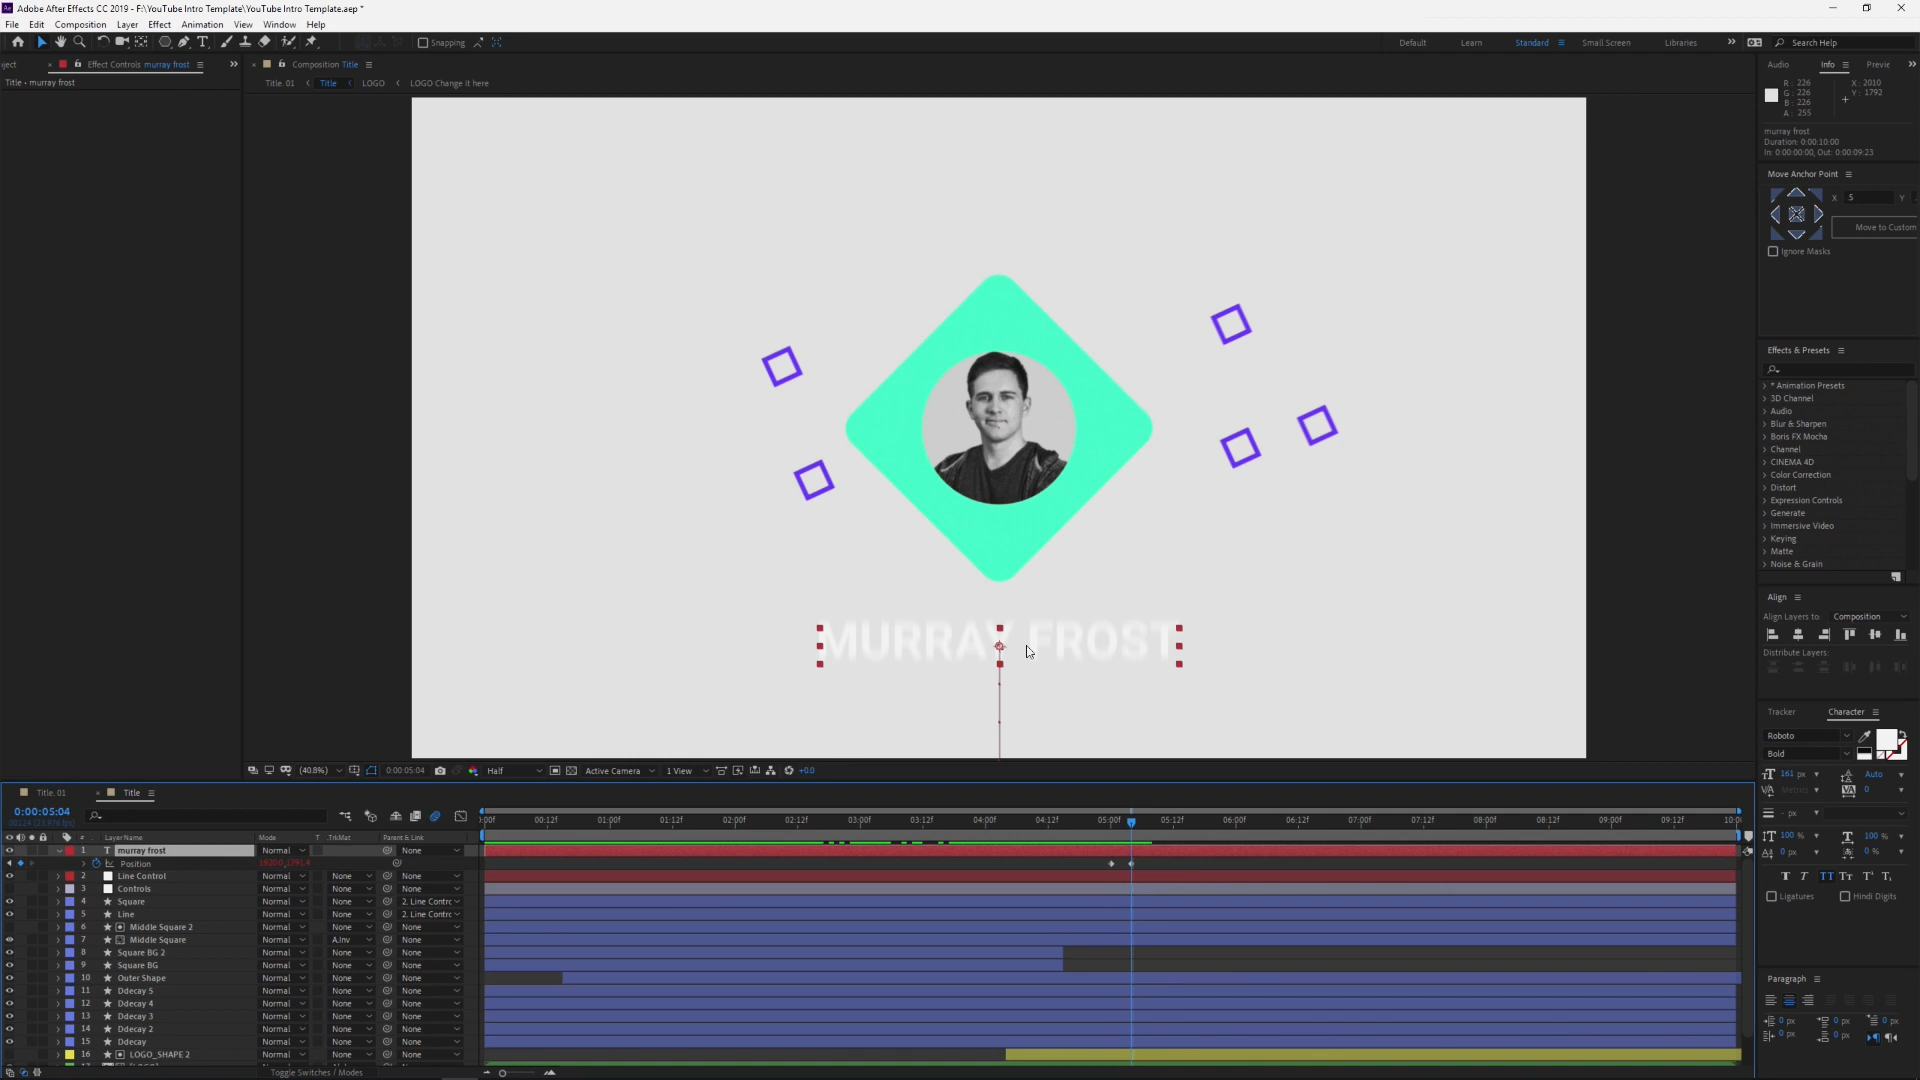 Adobe After Effects CC 2019 - F:\YouTube Intro Template\YouTube Intro Template.aep *
File Edit Composition Layer Effect Animation View Window Help
Snapping
Default Learn Standard Small Screen Libraries Search Help
ject Effect Controls murray frost
Composition Title
Audio Info Previe
Title • murray frost
Title. 01 Title LOGO LOGO Change it here
R: 226 X: 2010
G: 226 Y: 1792
B: 226
A: 255
murray frost
Duration: 0:00:10:00
In: 0:00:00:00, Out: 0:00:09:23
Move Anchor Point
X 5 Y
Move to Custom
Ignore Masks
Effects & Presets
* Animation Presets
3D Channel
Audio
Blur & Sharpen
Boris FX Mocha
Channel
CINEMA 4D
Color Correction
Distort
Expression Controls
Generate
Immersive Video
Keying
Matte
Noise & Grain
Align
Align Layers to: Composition
Distribute Layers:
MURRAY FROST
Tracker Character
Roboto
Bold
161 px Auto
Metrics 0
- px
100 % 100 %
0 px 0 %
Ligatures Hindi Digits
Paragraph
0 px 0 px 0 px
0 px 0 px
(40.8%) 0:00:05:04 Half Active Camera 1 View +0.0
Title. 01 Title
0:00:05:04
:00f 00:12f 01:00f 01:12f 02:00f 02:12f 03:00f 03:12f 04:00f 04:12f 05:00f 05:12f 06:00f 06:12f 07:00f 07:12f 08:00f 08:12f 09:00f 09:12f 10:0
# Layer Name Mode T .TrkMat Parent & Link
1 murray frost Normal None
Position
2 Line Control Normal None None
3 Controls Normal None None
4 Square Normal None 2. Line Contrc
5 Line Normal None 2. Line Contrc
6 Middle Square 2 Normal None None
7 Middle Square Normal A.Inv None
8 Square BG 2 Normal None None
9 Square BG Normal None None
10 Outer Shape Normal None None
11 Ddecay 5 Normal None None
12 Ddecay 4 Normal None None
13 Ddecay 3 Normal None None
14 Ddecay 2 Normal None None
15 Ddecay Normal None None
16 LOGO_SHAPE 2 Normal None None
Toggle Switches / Modes